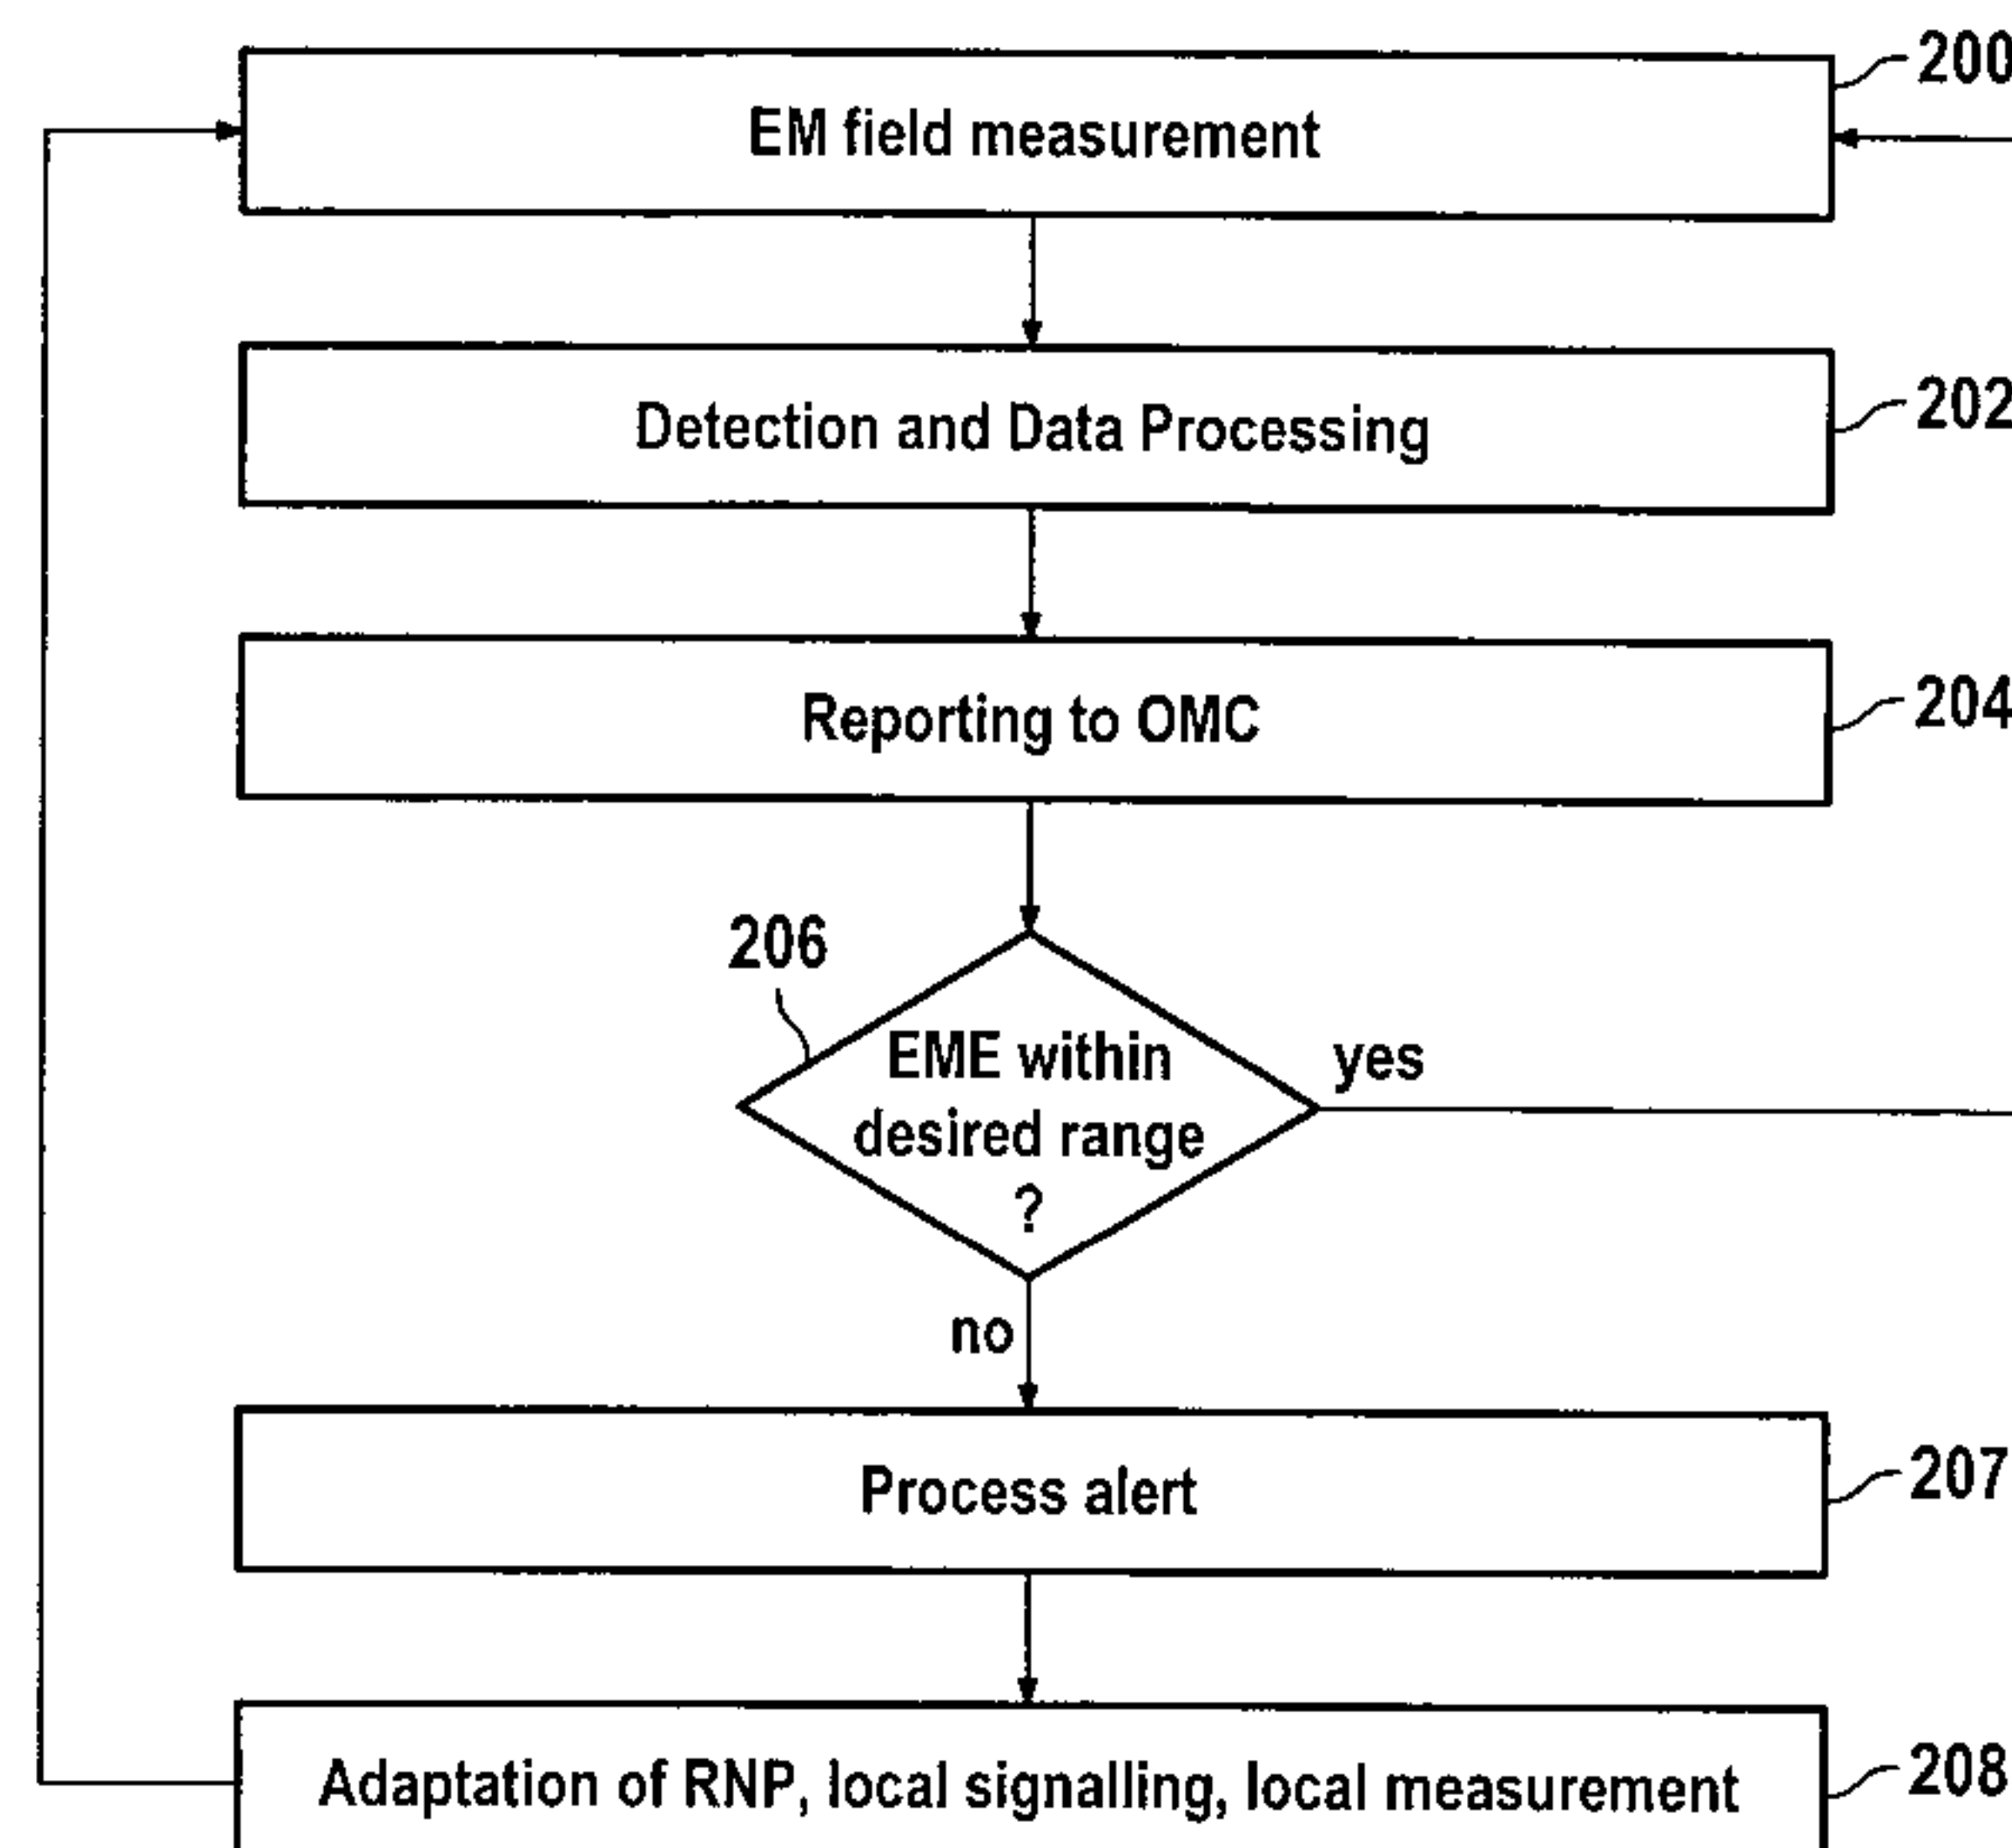 200
EM field measurement
202
Detection and Data Processing
204
Reporting to OMC
206
EME within
desired range
?
yes
no
207
Process alert
208
Adaptation of RNP, local signalling, local measurement